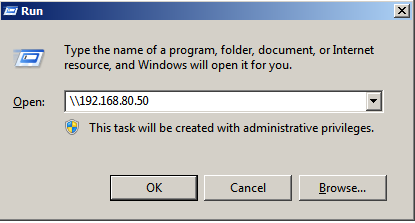 Run
Type the name of a program, folder, document, or Internet
resource, and Windows will open it for you.
Open: \\192.168.80.50
This task will be created with administrative privileges.
OK Cancel Browse...